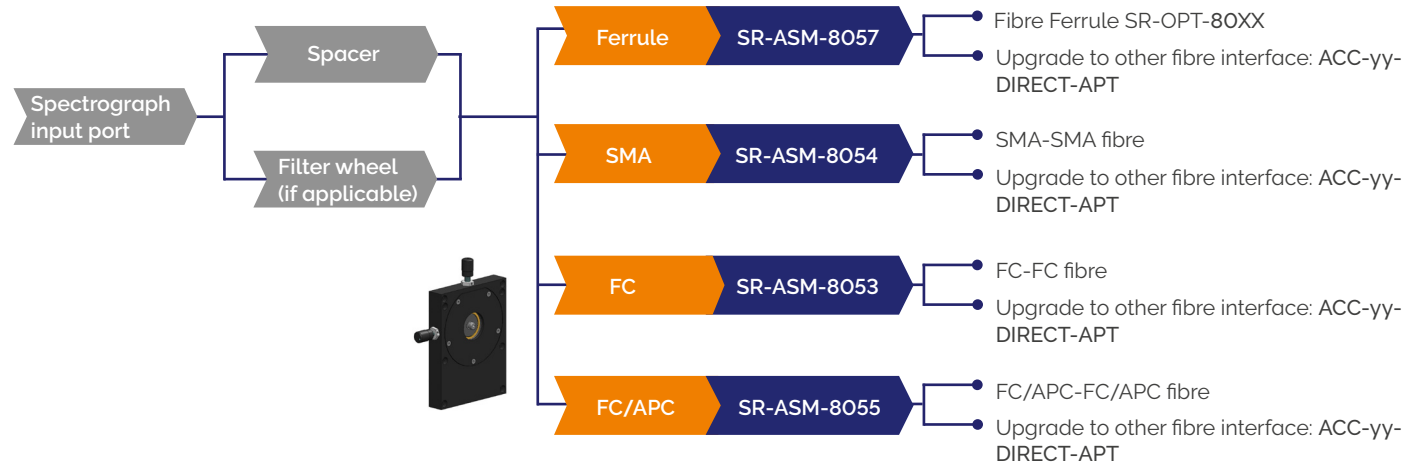 Spectrograph
input port
Spacer
Filter wheel
(if applicable)
Ferrule
SR-ASM-8057
Fibre Ferrule SR-OPT-80XX
Upgrade to other fibre interface: ACC-yy-
DIRECT-APT
SMA
SR-ASM-8054
SMA-SMA fibre
Upgrade to other fibre interface: ACC-yy-
DIRECT-APT
FC
SR-ASM-8053
FC-FC fibre
Upgrade to other fibre interface: ACC-yy-
DIRECT-APT
FC/APC
SR-ASM-8055
FC/APC-FC/APC fibre
Upgrade to other fibre interface: ACC-yy-
DIRECT-APT